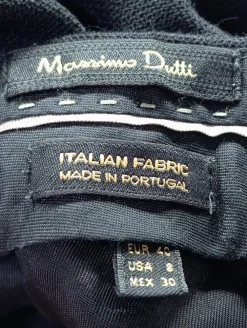 Massimo Dutti
ITALIAN FABRIC
MADE IN PORTUGAL
EUR 40
USA 8
MEX 30